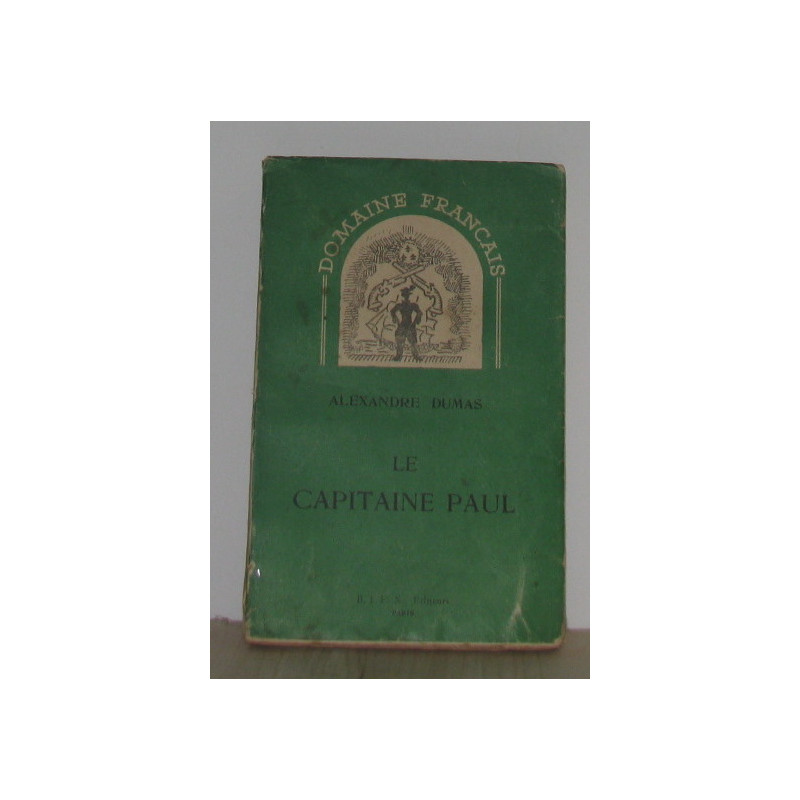 DOMAINE FRANÇAIS
ALEXANDRE DUMAS
LE
CAPITAINE PAUL
PARIS